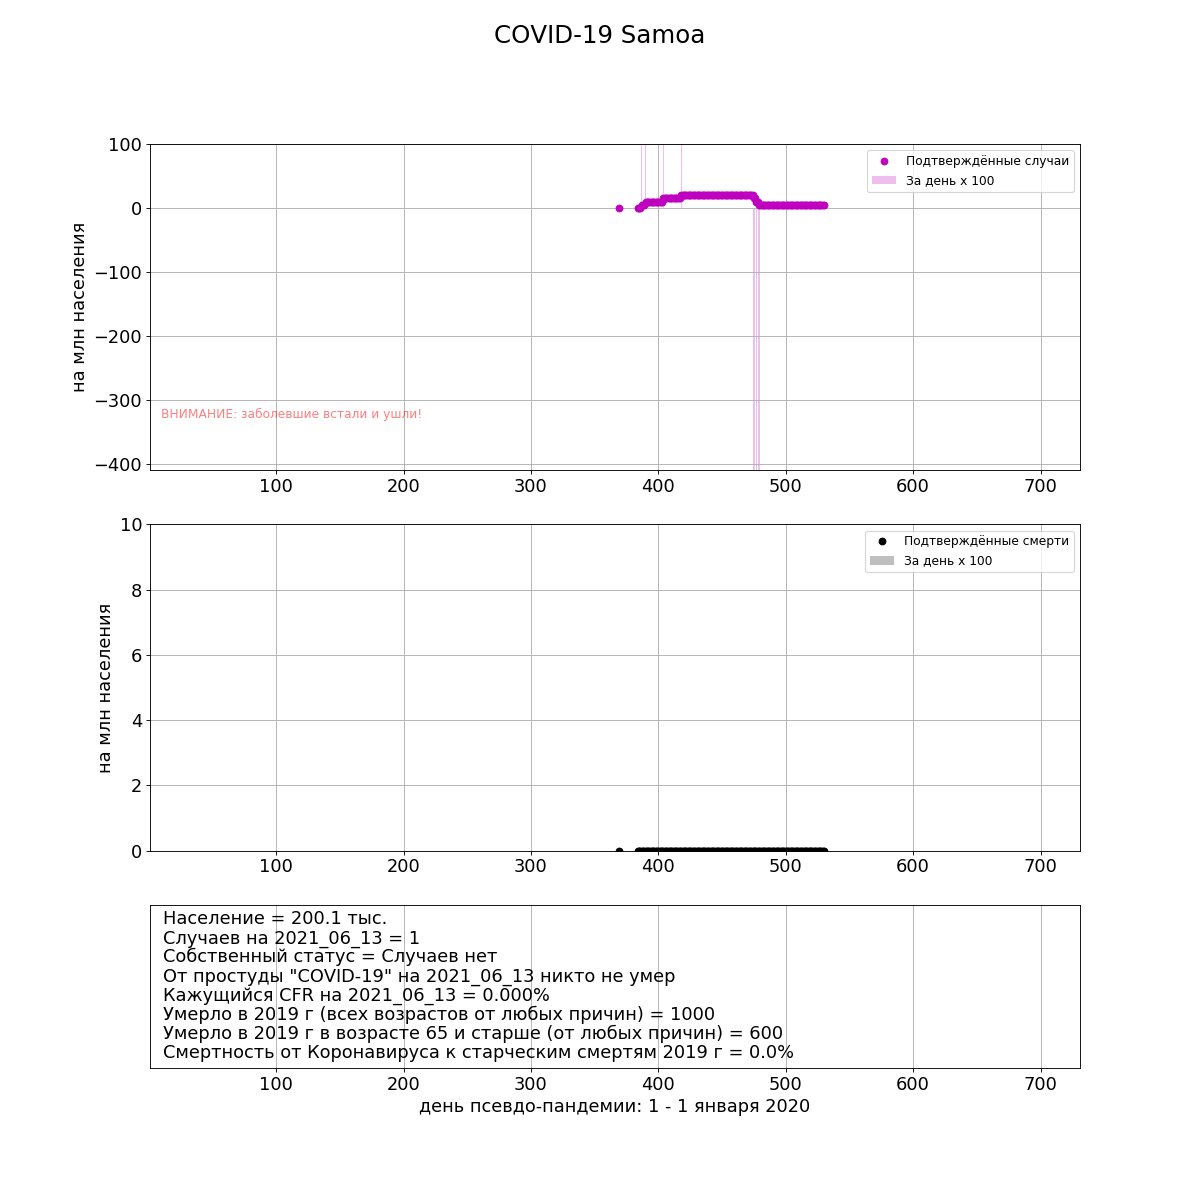 COVID-19 Samoa
100
0
−100
−200
−300
−400
на млн населения
Подтверждённые случаи
За день x 100
ВНИМАНИЕ: заболевшие встали и ушли!
100 200 300 400 500 600 700
10
8
6
4
2
0
на млн населения
Подтверждённые смерти
За день x 100
100 200 300 400 500 600 700
Население = 200.1 тыс.
Случаев на 2021_06_13 = 1
Собственный статус = Случаев нет
От простуды "COVID-19" на 2021_06_13 никто не умер
Кажущийся CFR на 2021_06_13 = 0.000%
Умерло в 2019 г (всех возрастов от любых причин) = 1000
Умерло в 2019 г в возрасте 65 и старше (от любых причин) = 600
Смертность от Коронавируса к старческим смертям 2019 г = 0.0%
100 200 300 400 500 600 700
день псевдо-пандемии: 1 - 1 января 2020